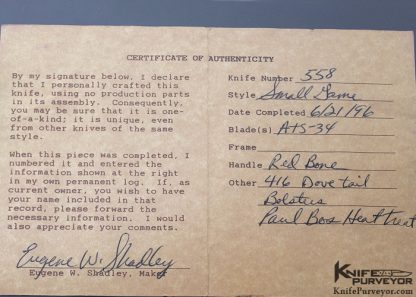 CERTIFICATE OF AUTHENTICITY
By my signature below, I declare
that I personally crafted this
knife, using no production parts
in its assembly. Consequently,
you may be sure that it is one-
of-a-kind; it is unique, even
from other knives of the same
style.
When this piece was completed, I
numbered it and entered the
information shown at the right
in my own permanent log. If, as
current owner, you wish to have
your name included in that
record, please forward the
necessary information. I would
also appreciate your comments.
Eugene W. Shadley
Eugene W. Shadley, Maker
Knife Number 558
Style Small Game
Date Completed 6/21/96
Blade(s) ATS-34
Frame
Handle Red Bone
Other 416 Dovetail
Bolsters
Paul Bos Heat Treat
KNIFE
PURVEYOR
KnifePurveyor.com